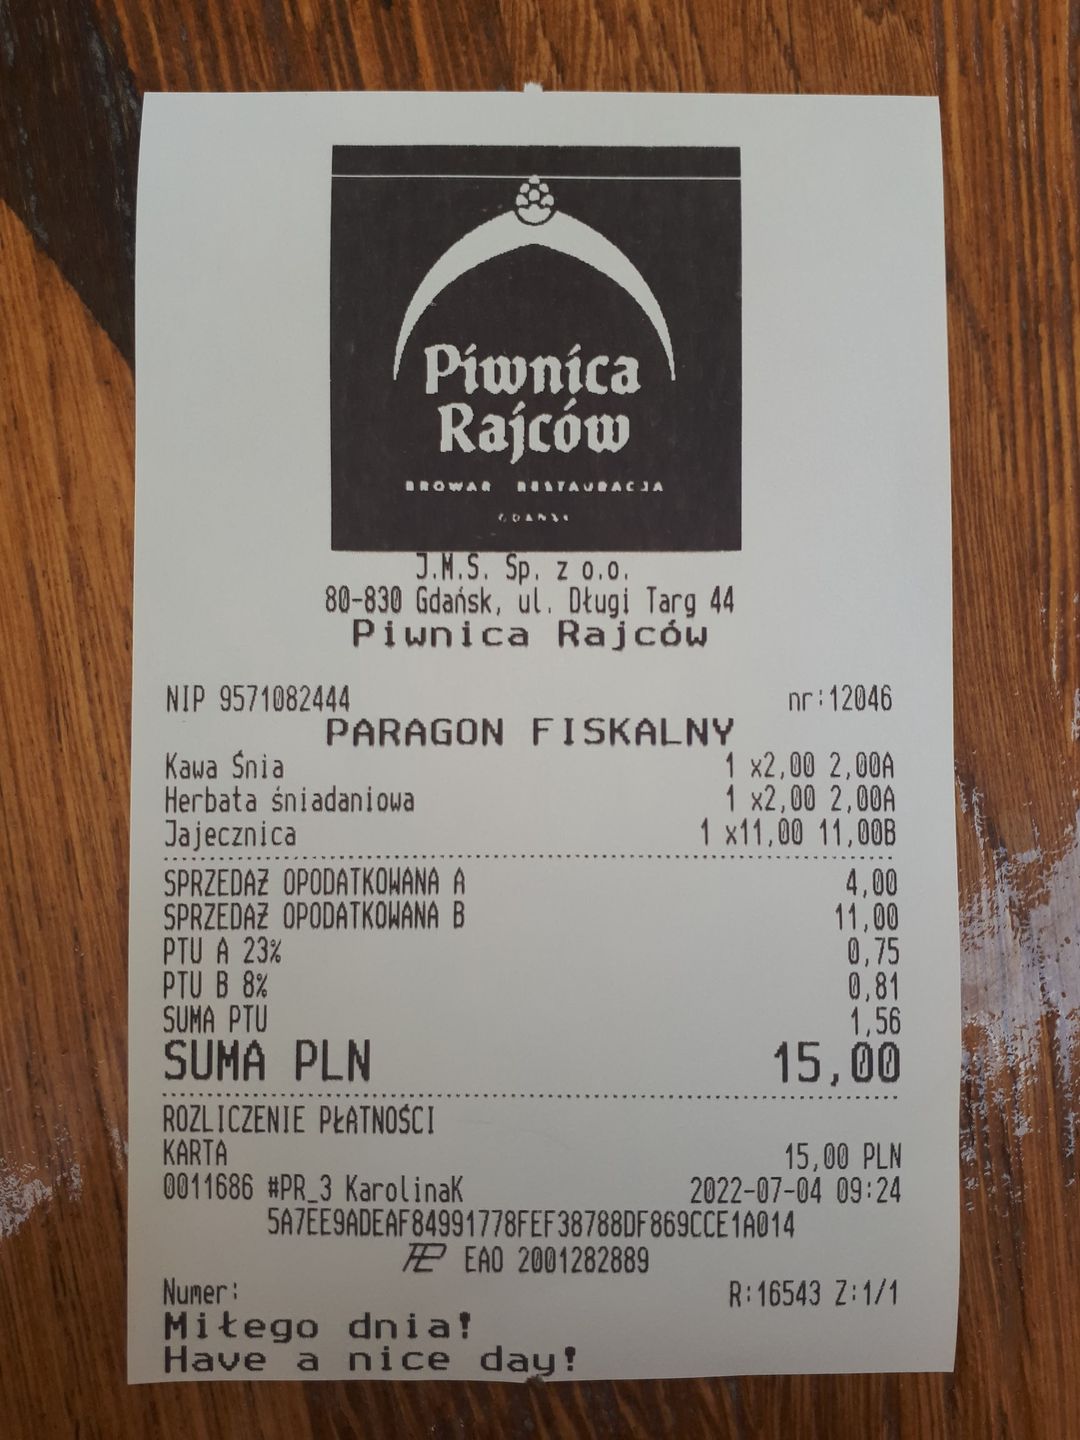 Piwnica
Rajców
BROWAR RESTAURACJA
GDAŃSK
J.M.S. Sp. z o.o.
80-830 Gdańsk, ul. Długi Targ 44
Piwnica Rajców
NIP 9571082444 nr:12046
PARAGON FISKALNY
Kawa Śnia 1 x2,00 2,00A
Herbata śniadaniowa 1 x2,00 2,00A
Jajecznica 1 x11,00 11,00B
SPRZEDAŻ OPODATKOWANA A 4,00
SPRZEDAŻ OPODATKOWANA B 11,00
PTU A 23% 0,75
PTU B 8% 0,81
SUMA PTU 1,56
SUMA PLN 15,00
ROZLICZENIE PŁATNOŚCI
KARTA 15,00 PLN
0011686 #PR_3 KarolinaK 2022-07-04 09:24
5A7EE9ADEAF84991778FEF38788DF869CCE1A014
EAO 2001282889
Numer: R:16543 Z:1/1
Miłego dnia!
Have a nice day!